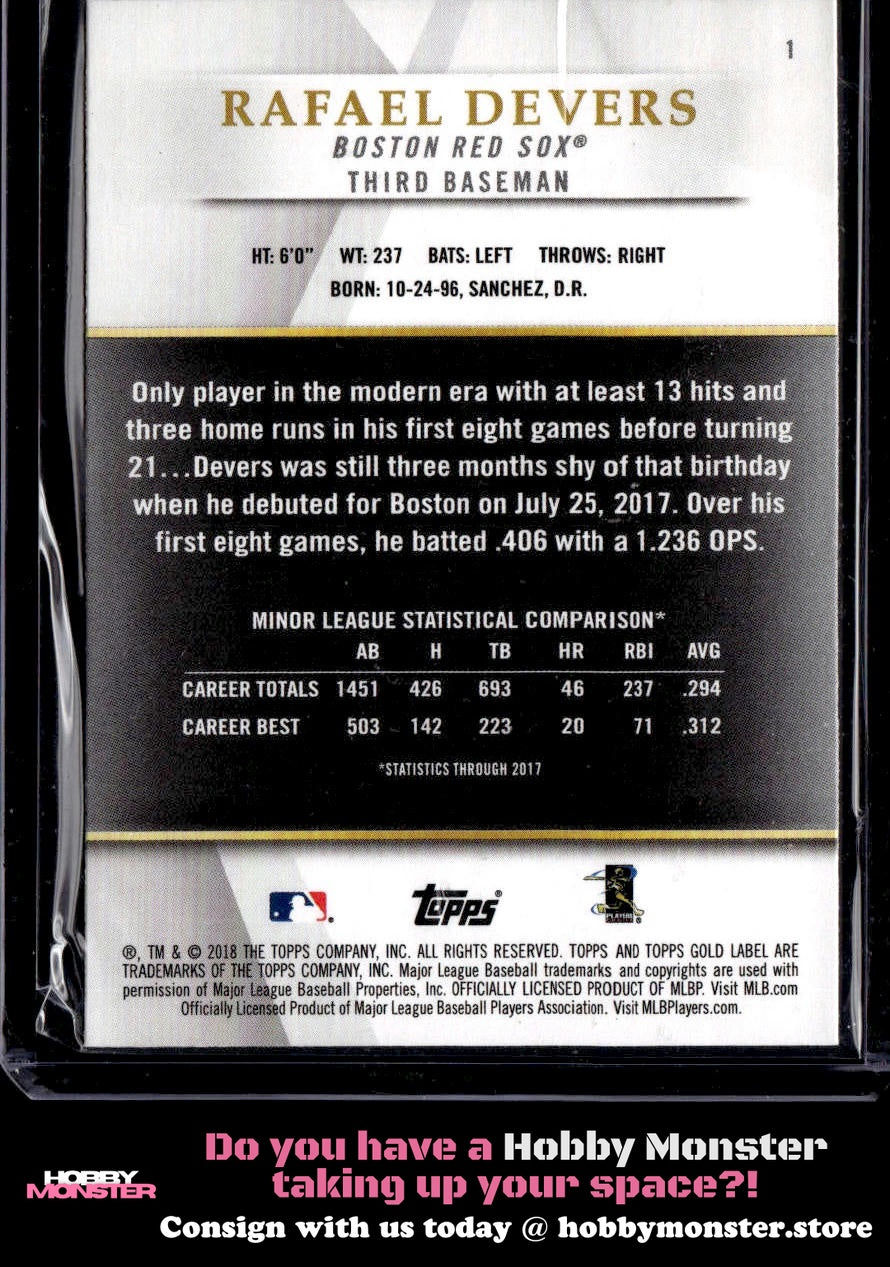 1
RAFAEL DEVERS
BOSTON RED SOX®
THIRD BASEMAN
HT: 6'0" WT: 237 BATS: LEFT THROWS: RIGHT
BORN: 10-24-96, SANCHEZ, D.R.
Only player in the modern era with at least 13 hits and
three home runs in his first eight games before turning
21...Devers was still three months shy of that birthday
when he debuted for Boston on July 25, 2017. Over his
first eight games, he batted .406 with a 1.236 OPS.
MINOR LEAGUE STATISTICAL COMPARISON*
AB H TB HR RBI AVG
CAREER TOTALS 1451 426 693 46 237 .294
CAREER BEST 503 142 223 20 71 .312
*STATISTICS THROUGH 2017
topps®
PLAYERS
®, TM & © 2018 THE TOPPS COMPANY, INC. ALL RIGHTS RESERVED. TOPPS AND TOPPS GOLD LABEL ARE
TRADEMARKS OF THE TOPPS COMPANY, INC. Major League Baseball trademarks and copyrights are used with
permission of Major League Baseball Properties, Inc. OFFICIALLY LICENSED PRODUCT OF MLBP. Visit MLB.com
Officially Licensed Product of Major League Baseball Players Association. Visit MLBPlayers.com.
Do you have a Hobby Monster
taking up your space?!
HOBBY
MONSTER
Consign with us today @ hobbymonster.store